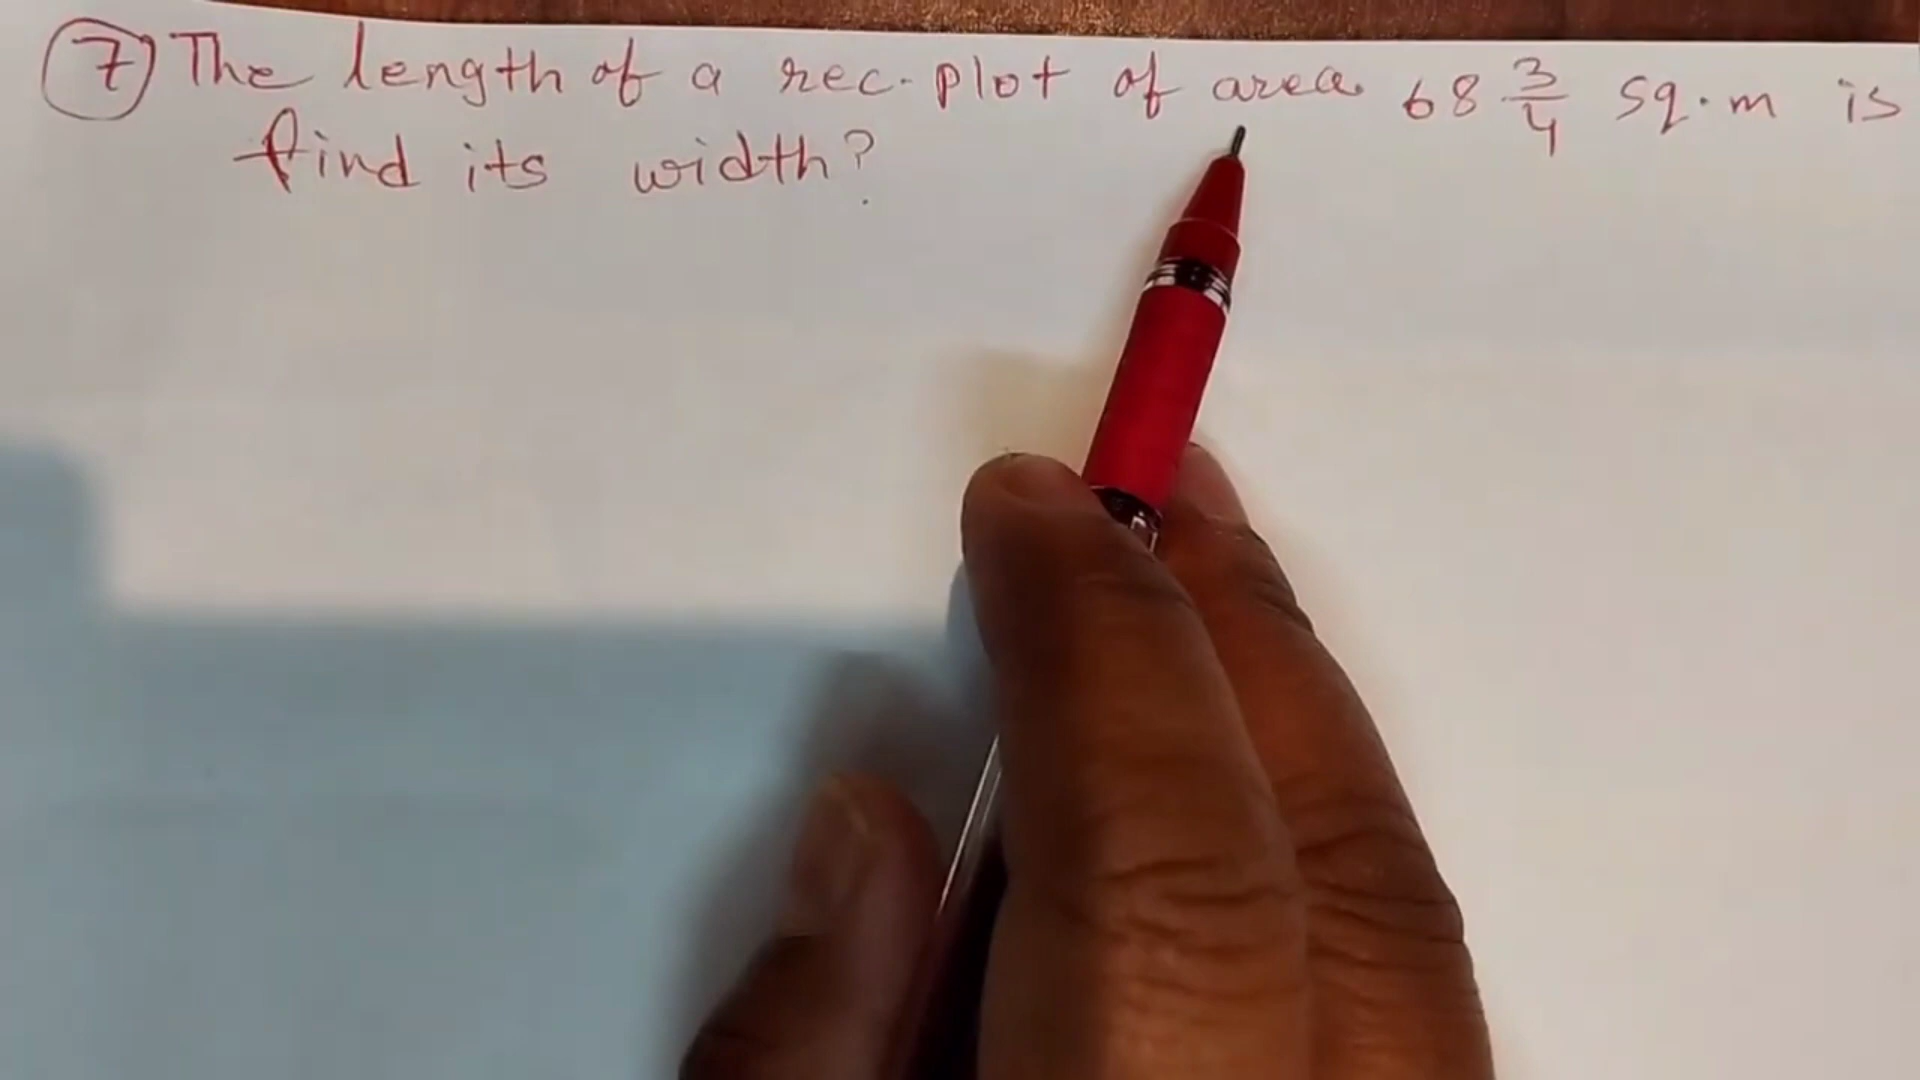 7 The length of a rec. plot of area 68 3/4 sq.m is
find its width?